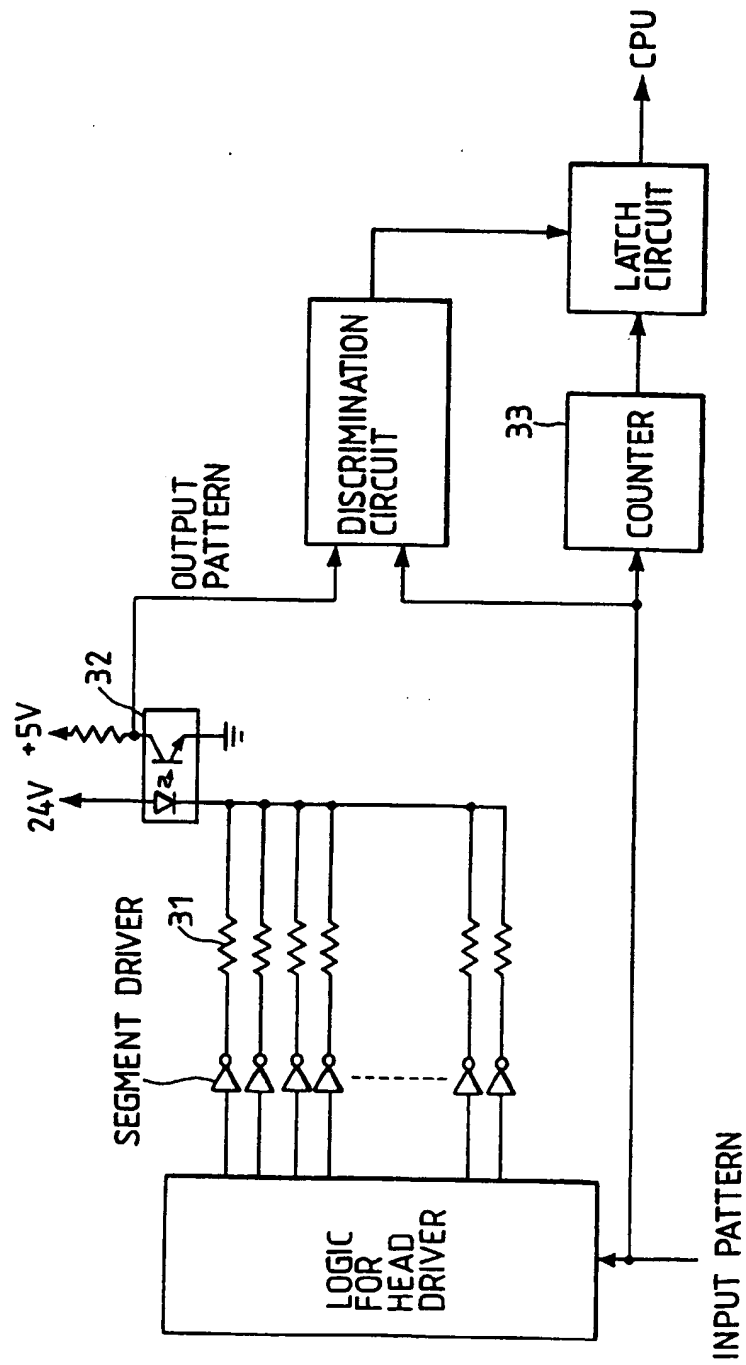 24V
+5V
32
OUTPUT
PATTERN
SEGMENT DRIVER
31
DISCRIMINATION
CIRCUIT
33
COUNTER
LATCH
CIRCUIT
CPU
LOGIC
FOR
HEAD
DRIVER
INPUT PATTERN